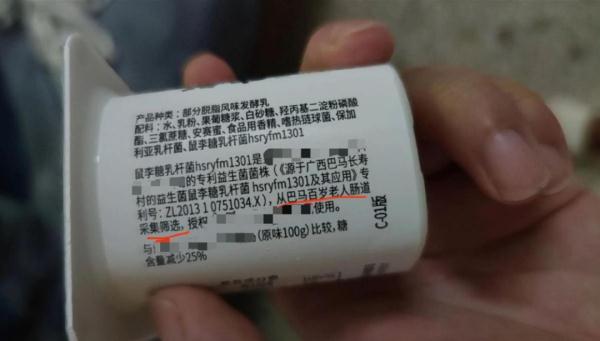 产品种类：部分脱脂风味发酵乳
配料：水、乳粉、果葡糖浆、白砂糖、羟丙基二淀粉磷酸
酯、三氯蔗糖、安赛蜜、食品用香精、嗜热链球菌、保加
利亚乳杆菌、鼠李糖乳杆菌hsryfm1301
鼠李糖乳杆菌hsryfm1301是
的专利益生菌菌株（《源于广西巴马长寿
村的益生菌鼠李糖乳杆菌 hsryfm1301及其应用》专
利号：ZL2013 1 0751034.X），从巴马百岁老人肠道
采集筛选，授权 使用。
与 （原味100g）比较，糖
含量减少25%
C-01版